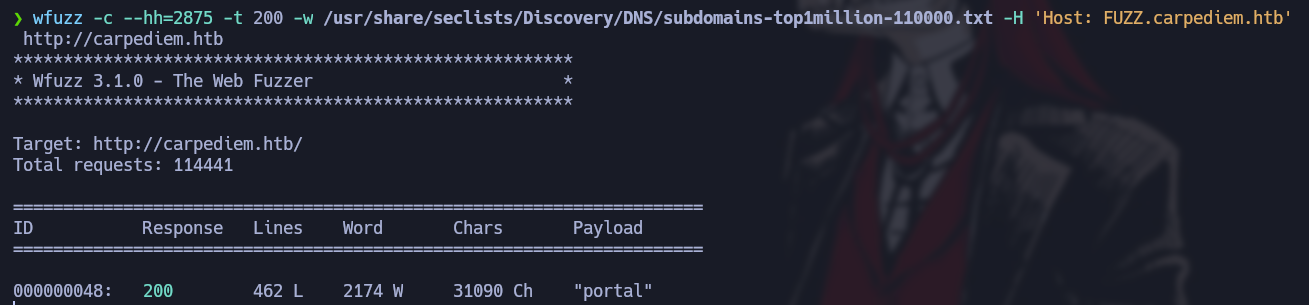 ❯ wfuzz -c --hh=2875 -t 200 -w /usr/share/seclists/Discovery/DNS/subdomains-top1million-110000.txt -H 'Host: FUZZ.carpediem.htb'
http://carpediem.htb
********************************************************
* Wfuzz 3.1.0 - The Web Fuzzer                         *
********************************************************
Target: http://carpediem.htb/
Total requests: 114441
=====================================================================
ID           Response   Lines    Word       Chars       Payload
=====================================================================
000000048:   200        462 L    2174 W     31090 Ch    "portal"